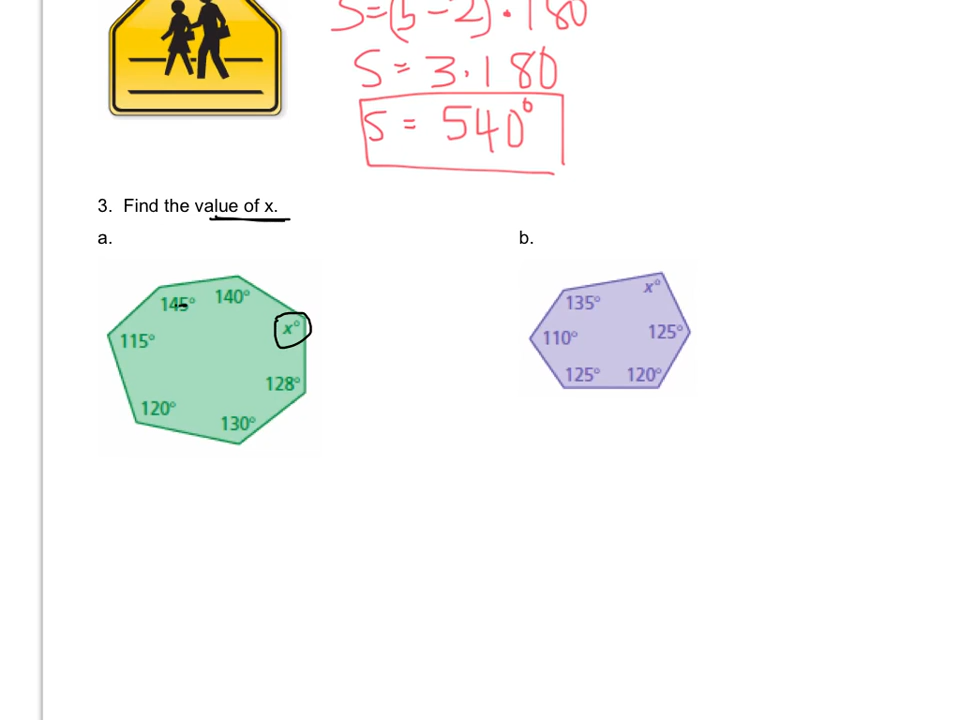 S=(5-2)·180
S=3·180
S = 540°
3. Find the value of x.
a.
b.
145° 140°
x°
115°
128°
120°
130°
x°
135°
125°
110°
125° 120°